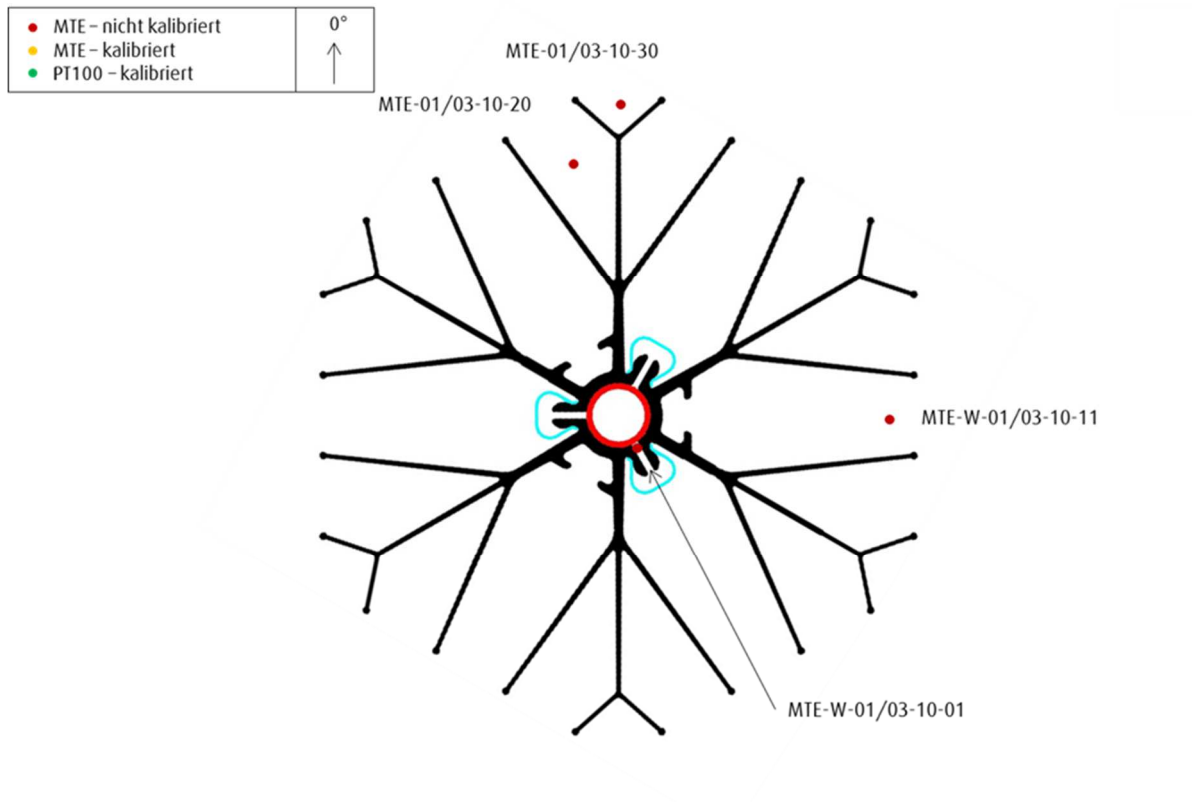 MTE – nicht kalibriert
MTE – kalibriert
PT100 – kalibriert
0°
MTE-01/03-10-30
MTE-01/03-10-20
MTE-W-01/03-10-11
MTE-W-01/03-10-01